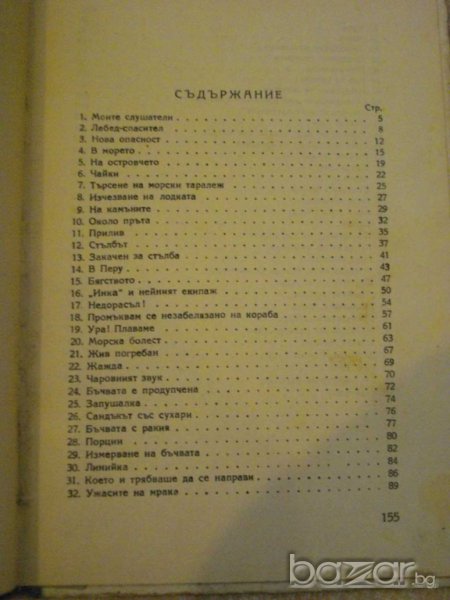 СЪДЪРЖАНИЕ
Стр.
1. Моите слушатели . . . . . . . . . . 5
2. Лебед-спасител . . . . . . . . . . 8
3. Нова опасност . . . . . . . . . . 12
4. В морето . . . . . . . . . . 15
5. На островчето . . . . . . . . . . 19
6. Чайки . . . . . . . . . . 22
7. Търсене на морски таралеж . . . . . . . . . . 25
8. Изчезване на лодката . . . . . . . . . . 27
9. На камъните . . . . . . . . . . 29
10. Около пръта . . . . . . . . . . 32
11. Прилив . . . . . . . . . . 35
12. Стълбът . . . . . . . . . . 37
13. Закачен за стълба . . . . . . . . . . 41
14. В Перу . . . . . . . . . . 43
15. Бягството . . . . . . . . . . 47
16. „Инка" и нейният екипаж . . . . . . . . . . 50
17. Недорасъл! . . . . . . . . . . 54
18. Промъквам се незабелязано на кораба . . . . . 57
19. Ура! Плаваме . . . . . . . . . . 61
20. Морска болест . . . . . . . . . . 63
21. Жив погребан . . . . . . . . . . 67
22. Жажда . . . . . . . . . . 69
23. Чаровният звук . . . . . . . . . . 70
24. Бъчвата е продупчена . . . . . . . . . . 72
25. Запушалка . . . . . . . . . . 74
26. Сандъкът със сухари . . . . . . . . . . 76
27. Бъчвата с ракия . . . . . . . . . . 77
28. Порции . . . . . . . . . . 80
29. Измерване на бъчвата . . . . . . . . . . 82
30. Линийка . . . . . . . . . . 84
31. Което и трябваше да се направи . . . . . . . 86
32. Ужасите на мрака . . . . . . . . . . 89
155
bazar.bg